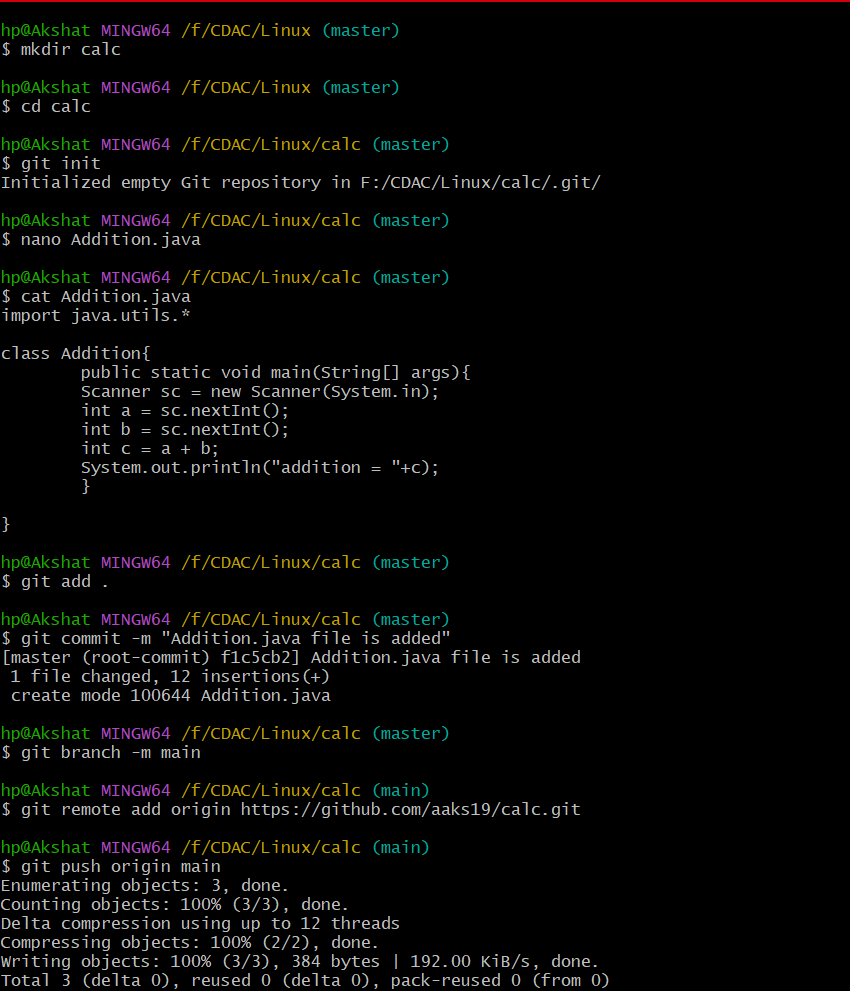 hp@Akshat MINGW64 /f/CDAC/Linux (master)
$ mkdir calc
hp@Akshat MINGW64 /f/CDAC/Linux (master)
$ cd calc
hp@Akshat MINGW64 /f/CDAC/Linux/calc (master)
$ git init
Initialized empty Git repository in F:/CDAC/Linux/calc/.git/
hp@Akshat MINGW64 /f/CDAC/Linux/calc (master)
$ nano Addition.java
hp@Akshat MINGW64 /f/CDAC/Linux/calc (master)
$ cat Addition.java
import java.utils.*
class Addition{
        public static void main(String[] args){
        Scanner sc = new Scanner(System.in);
        int a = sc.nextInt();
        int b = sc.nextInt();
        int c = a + b;
        System.out.println("addition = "+c);
        }
}
hp@Akshat MINGW64 /f/CDAC/Linux/calc (master)
$ git add .
hp@Akshat MINGW64 /f/CDAC/Linux/calc (master)
$ git commit -m "Addition.java file is added"
[master (root-commit) f1c5cb2] Addition.java file is added
 1 file changed, 12 insertions(+)
 create mode 100644 Addition.java
hp@Akshat MINGW64 /f/CDAC/Linux/calc (master)
$ git branch -m main
hp@Akshat MINGW64 /f/CDAC/Linux/calc (main)
$ git remote add origin https://github.com/aaks19/calc.git
hp@Akshat MINGW64 /f/CDAC/Linux/calc (main)
$ git push origin main
Enumerating objects: 3, done.
Counting objects: 100% (3/3), done.
Delta compression using up to 12 threads
Compressing objects: 100% (2/2), done.
Writing objects: 100% (3/3), 384 bytes | 192.00 KiB/s, done.
Total 3 (delta 0), reused 0 (delta 0), pack-reused 0 (from 0)